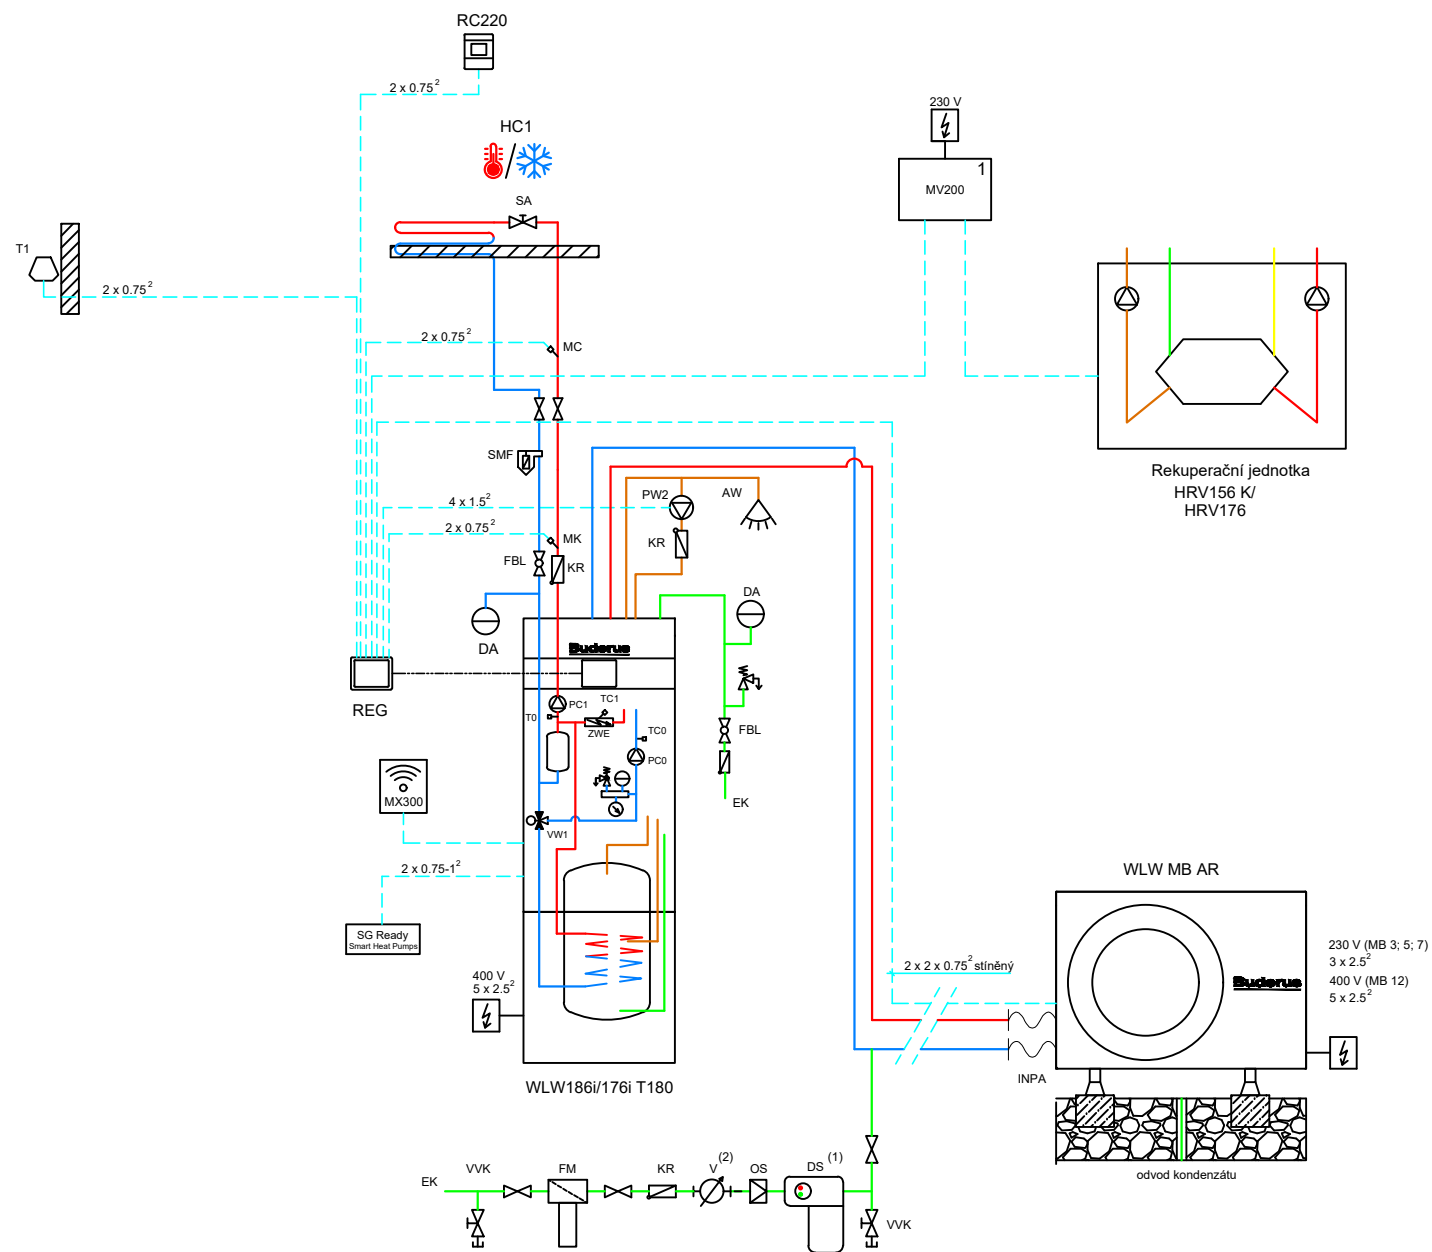 RC220
2 x 0.75²
230 V
HC1
1
MV200
SA
T1
2 x 0.75²
2 x 0.75²
MC
Rekuperační jednotka
HRV156 K/
HRV176
SMF
4 x 1.5²
PW2
AW
2 x 0.75²
MK
KR
FBL
KR
DA
DA
Buderus
REG
PC1
TC1
T0
ZWE
TC0
PC0
FBL
MX300
EK
VW1
2 x 0.75-1²
WLW MB AR
SG Ready
Smart Heat Pumps
400 V
5 x 2.5²
2 x 2 x 0.75² stíněný
Buderus
230 V (MB 3; 5; 7)
3 x 2.5²
400 V (MB 12)
5 x 2.5²
INPA
WLW186i/176i T180
odvod kondenzátu
EK
VVK
FM
KR
V (2)
OS
DS (1)
VVK